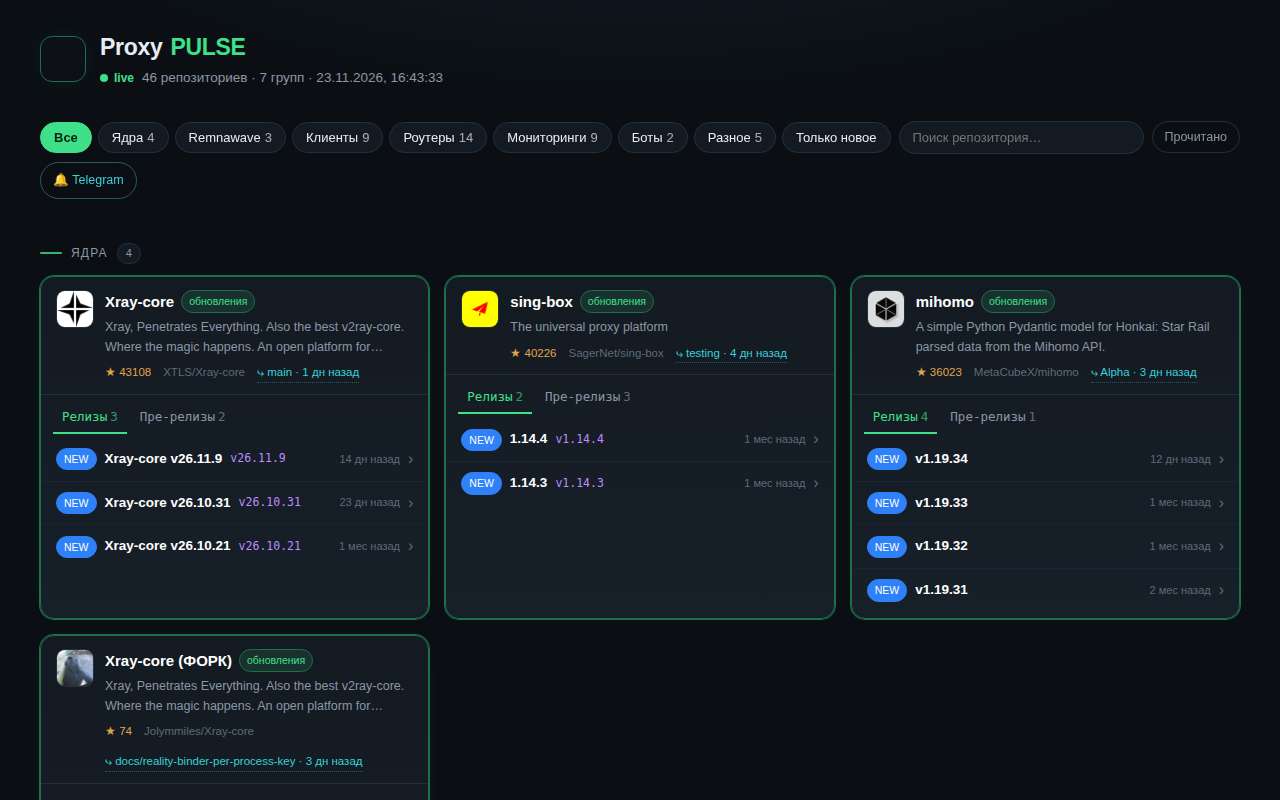 Proxy PULSE
live 46 репозиториев · 7 групп · 23.11.2026, 16:43:33
Все
Ядра 4
Remnawave 3
Клиенты 9
Роутеры 14
Мониторинги 9
Боты 2
Разное 5
Только новое
Поиск репозитория…
Прочитано
🔔 Telegram
ЯДРА 4
Xray-core обновления
Xray, Penetrates Everything. Also the best v2ray-core.
Where the magic happens. An open platform for…
★ 43108 XTLS/Xray-core ⤷ main · 1 дн назад
Релизы 3 Пре-релизы 2
NEW Xray-core v26.11.9 v26.11.9 14 дн назад ›
NEW Xray-core v26.10.31 v26.10.31 23 дн назад ›
NEW Xray-core v26.10.21 v26.10.21 1 мес назад ›
sing-box обновления
The universal proxy platform
★ 40226 SagerNet/sing-box ⤷ testing · 4 дн назад
Релизы 2 Пре-релизы 3
NEW 1.14.4 v1.14.4 1 мес назад ›
NEW 1.14.3 v1.14.3 1 мес назад ›
mihomo обновления
A simple Python Pydantic model for Honkai: Star Rail
parsed data from the Mihomo API.
★ 36023 MetaCubeX/mihomo ⤷ Alpha · 3 дн назад
Релизы 4 Пре-релизы 1
NEW v1.19.34 12 дн назад ›
NEW v1.19.33 1 мес назад ›
NEW v1.19.32 1 мес назад ›
NEW v1.19.31 2 мес назад ›
Xray-core (ФОРК) обновления
Xray, Penetrates Everything. Also the best v2ray-core.
Where the magic happens. An open platform for…
★ 74 Jolymmiles/Xray-core
⤷ docs/reality-binder-per-process-key · 3 дн назад